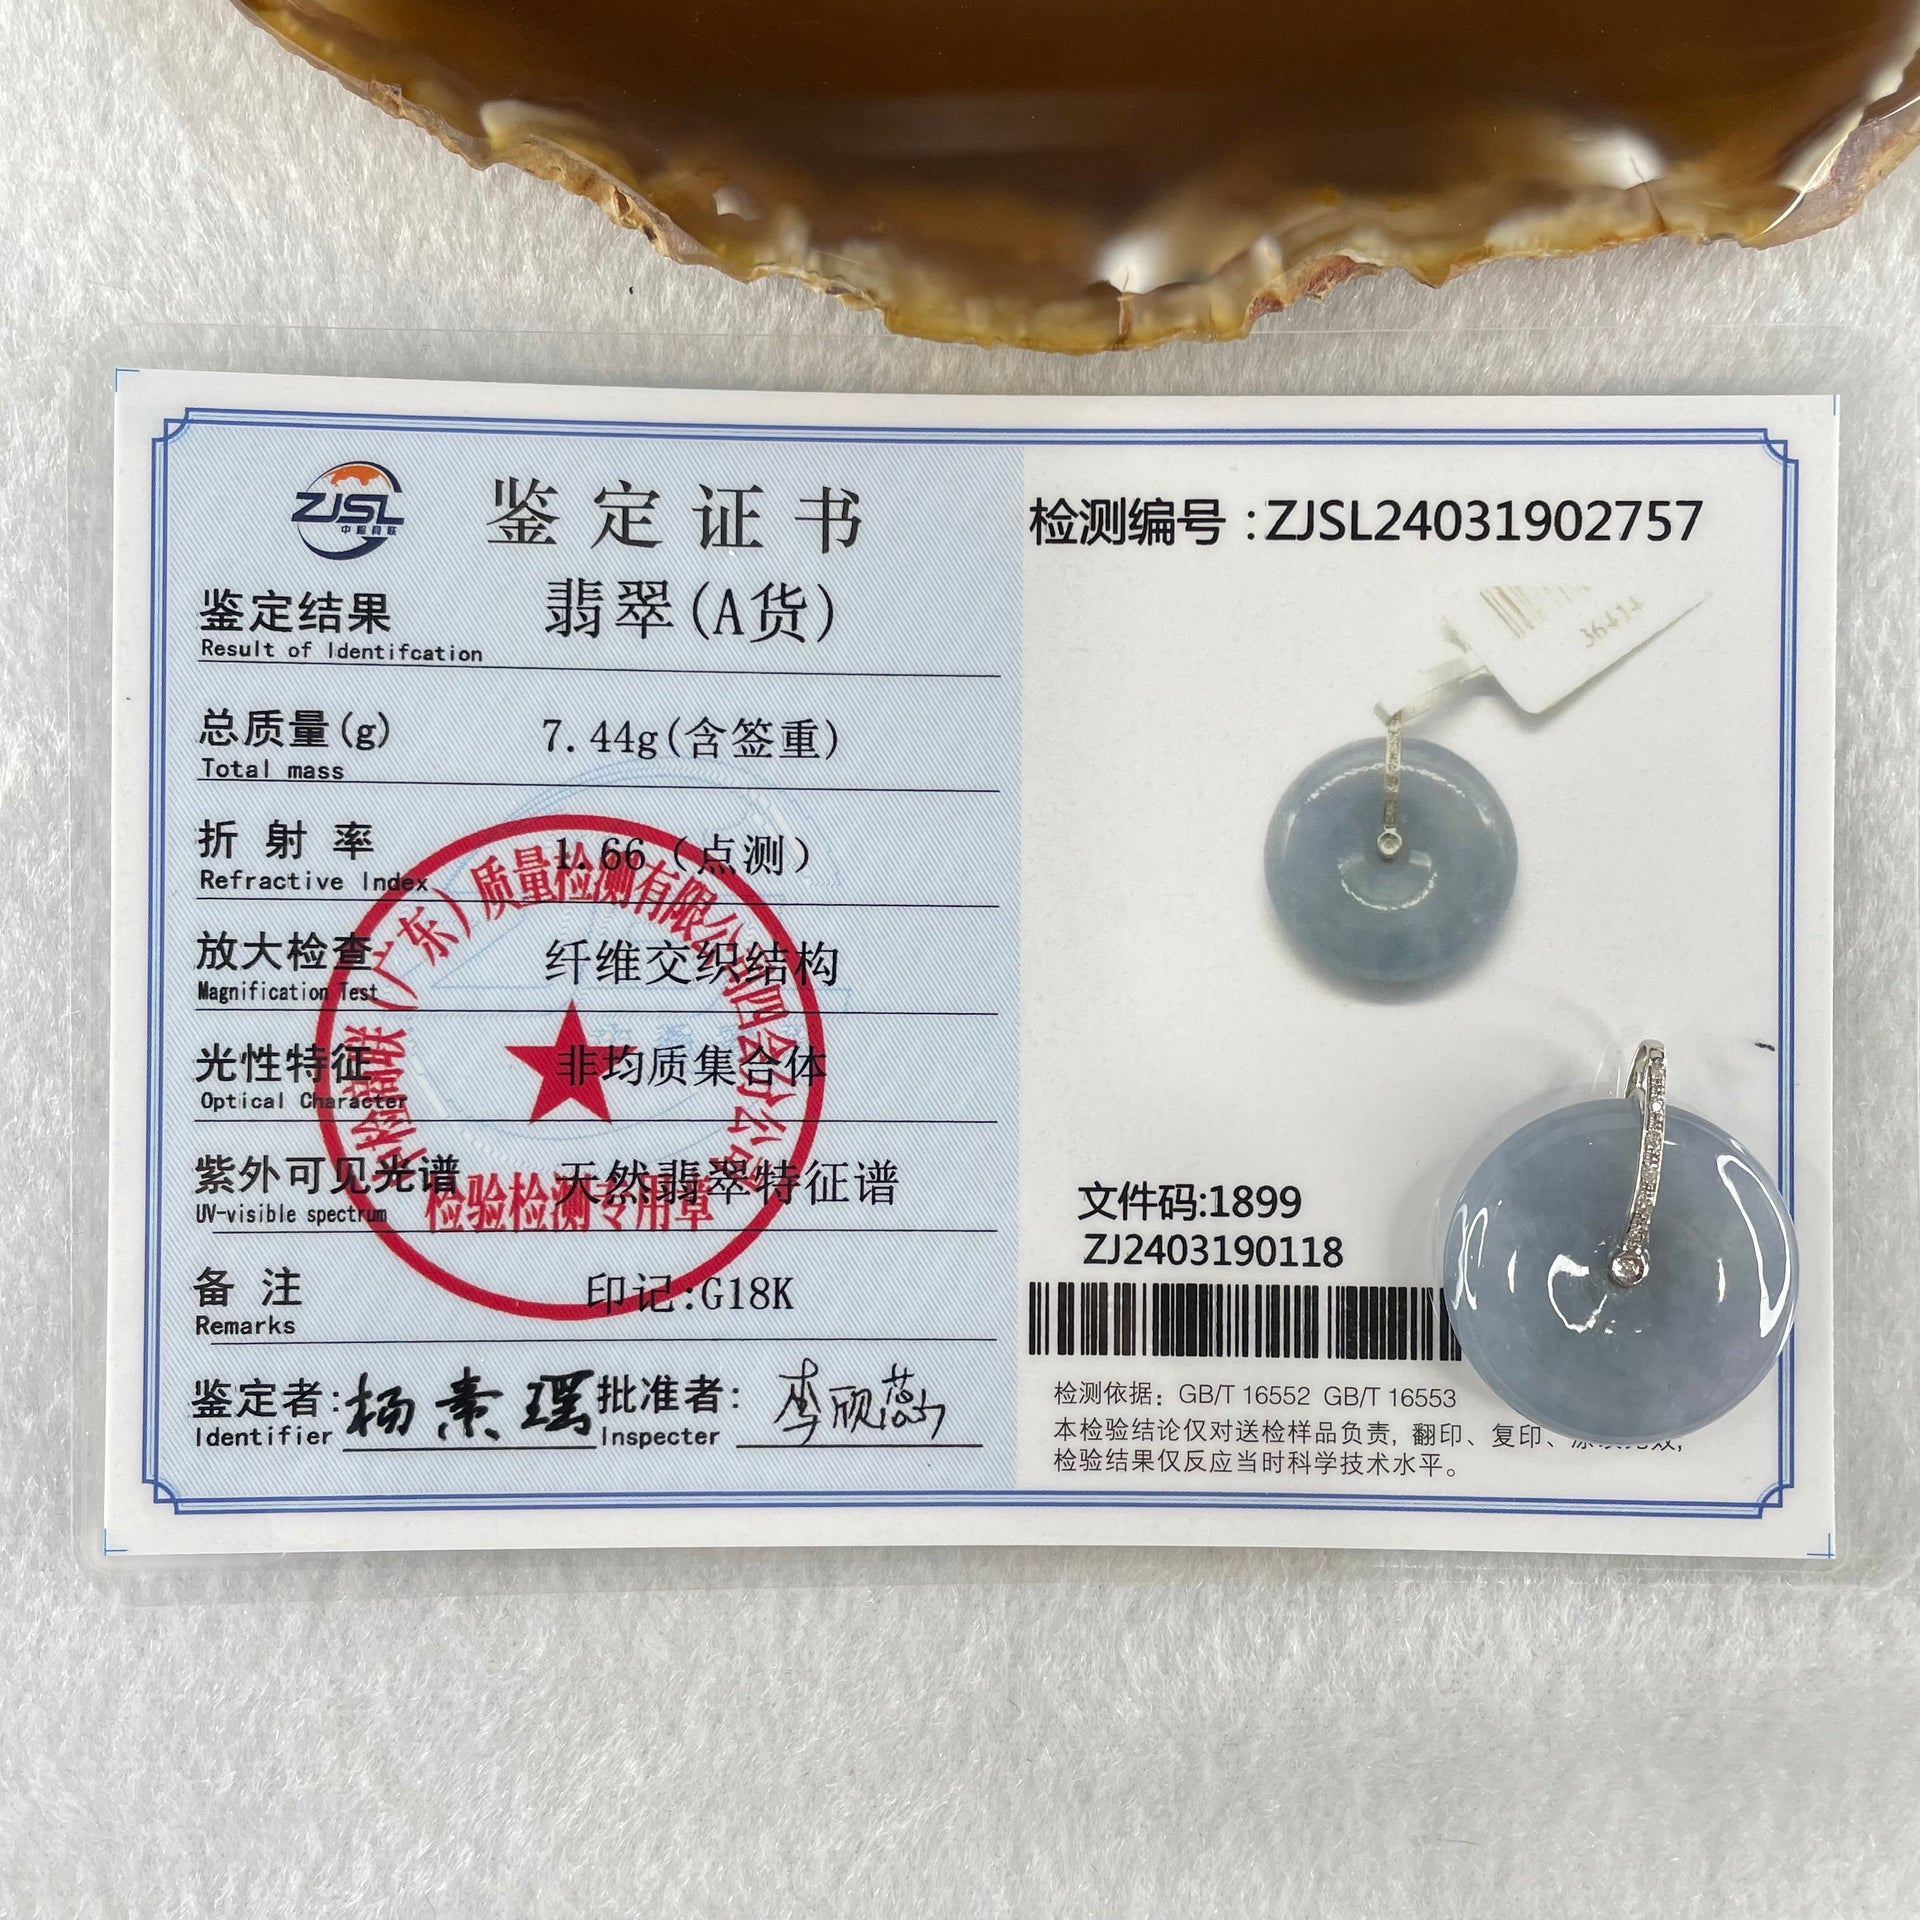 ZJSL
鉴定证书
鉴定结果 翡翠(A货)
Result of Identifcation
总质量(g) 7.44g(含签重)
Total mass
折射率 1.66（点测）
Refractive Index
放大检查 纤维交织结构
Magnification Test
光性特征 非均质集合体
Optical Character
紫外可见光谱 天然翡翠特征谱
UV-visible spectrum
备注 印记:G18K
Remarks
鉴定者: 批准者:
Identifier Inspecter
(广东)质量检测有限公司四会分公司
检验检测专用章
检测编号:ZJSL24031902757
文件码:1899
ZJ2403190118
检测依据: GB/T 16552 GB/T 16553
本检验结论仅对送检样品负责, 翻印、复印、
检验结果仅反应当时科学技术水平。